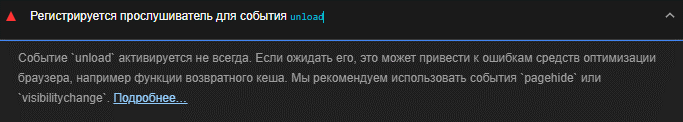 Регистрируется прослушиватель для события unload
Событие `unload` активируется не всегда. Если ожидать его, это может привести к ошибкам средств оптимизации
браузера, например функции возвратного кеша. Мы рекомендуем использовать события `pagehide` или
`visibilitychange`. Подробнее…